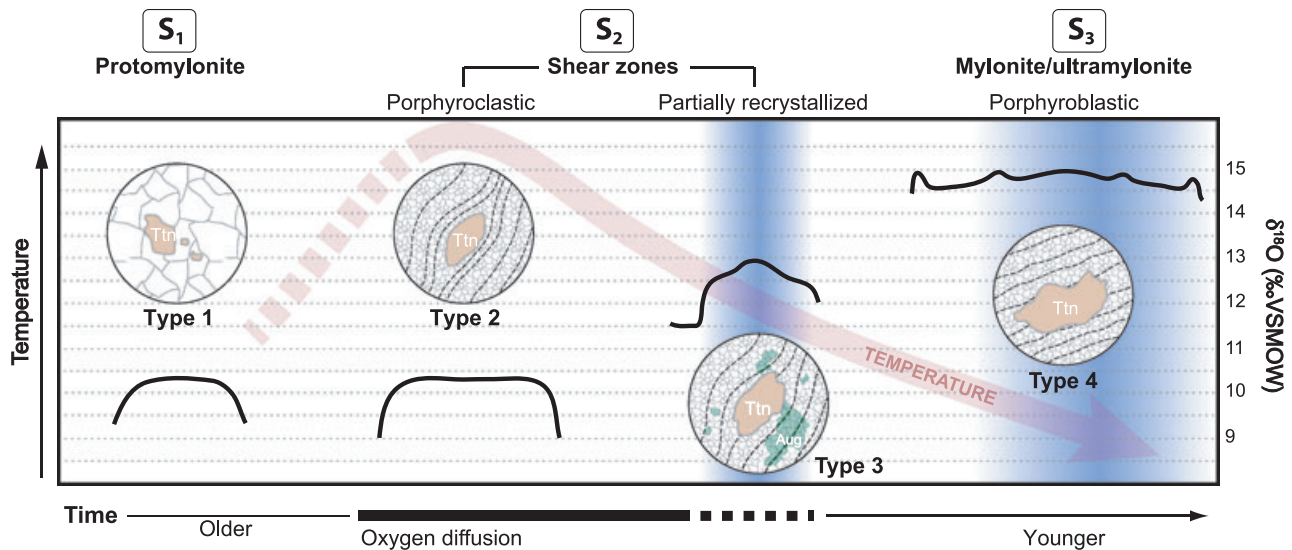 S₁ S₂ S₃
Protomylonite Shear zones Mylonite/ultramylonite
Porphyroclastic Partially recrystallized Porphyroblastic
Temperature
Ttn
Type 1
Ttn
Type 2
Ttn
Aug
Type 3
TEMPERATURE
Ttn
Type 4
15
14
13
12
11
10
9
δ¹⁸O (‰VSMOW)
Time Older Oxygen diffusion Younger